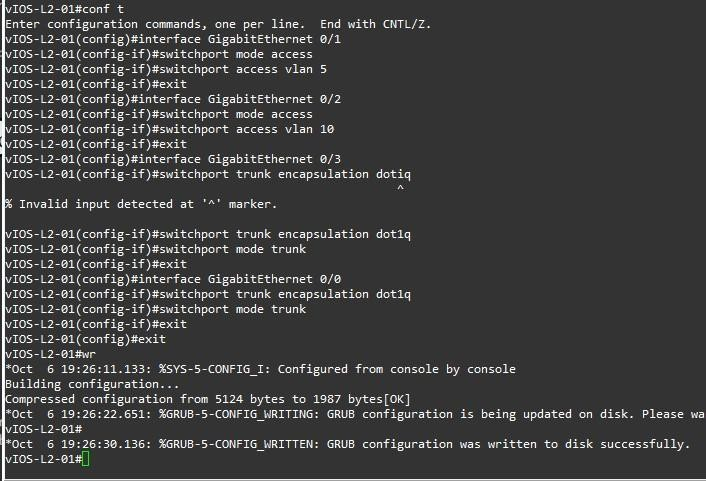 vIOS-L2-01#conf t
Enter configuration commands, one per line.  End with CNTL/Z.
vIOS-L2-01(config)#interface GigabitEthernet 0/1
vIOS-L2-01(config-if)#switchport mode access
vIOS-L2-01(config-if)#switchport access vlan 5
vIOS-L2-01(config-if)#exit
vIOS-L2-01(config)#interface GigabitEthernet 0/2
vIOS-L2-01(config-if)#switchport mode access
vIOS-L2-01(config-if)#switchport access vlan 10
vIOS-L2-01(config-if)#exit
vIOS-L2-01(config)#interface GigabitEthernet 0/3
vIOS-L2-01(config-if)#switchport trunk encapsulation dotiq
^
% Invalid input detected at '^' marker.
vIOS-L2-01(config-if)#switchport trunk encapsulation dot1q
vIOS-L2-01(config-if)#switchport mode trunk
vIOS-L2-01(config-if)#exit
vIOS-L2-01(config)#interface GigabitEthernet 0/0
vIOS-L2-01(config-if)#switchport trunk encapsulation dot1q
vIOS-L2-01(config-if)#switchport mode trunk
vIOS-L2-01(config-if)#exit
vIOS-L2-01(config)#exit
vIOS-L2-01#wr
*Oct  6 19:26:11.133: %SYS-5-CONFIG_I: Configured from console by console
Building configuration...
Compressed configuration from 5124 bytes to 1987 bytes[OK]
*Oct  6 19:26:22.651: %GRUB-5-CONFIG_WRITING: GRUB configuration is being updated on disk. Please wa
vIOS-L2-01#
*Oct  6 19:26:30.136: %GRUB-5-CONFIG_WRITTEN: GRUB configuration was written to disk successfully.
vIOS-L2-01#